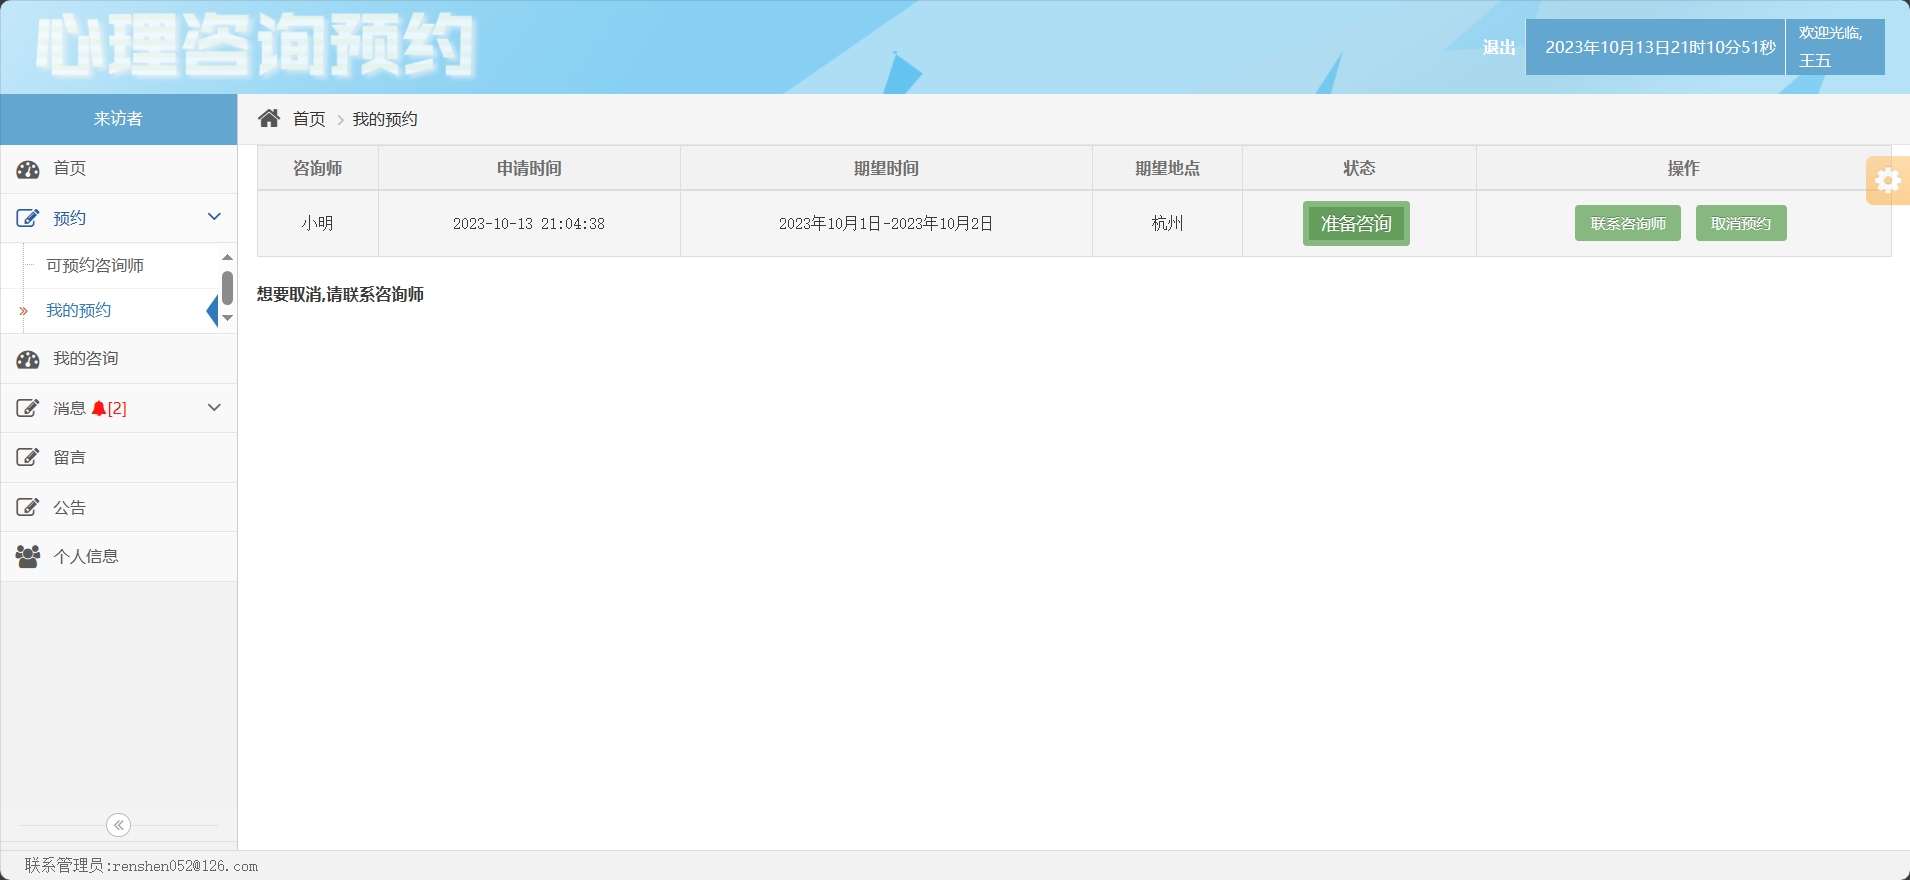 心理咨询预约
退出
2023年10月13日21时10分51秒
欢迎光临,
王五
来访者
首页
我的预约
首页
预约
可预约咨询师
我的预约
我的咨询
消息 [2]
留言
公告
个人信息
咨询师 申请时间 期望时间 期望地点 状态 操作
小明 2023-10-13 21:04:38 2023年10月1日-2023年10月2日 杭州 准备咨询 联系咨询师 取消预约
想要取消,请联系咨询师
联系管理员:renshen052@126.com